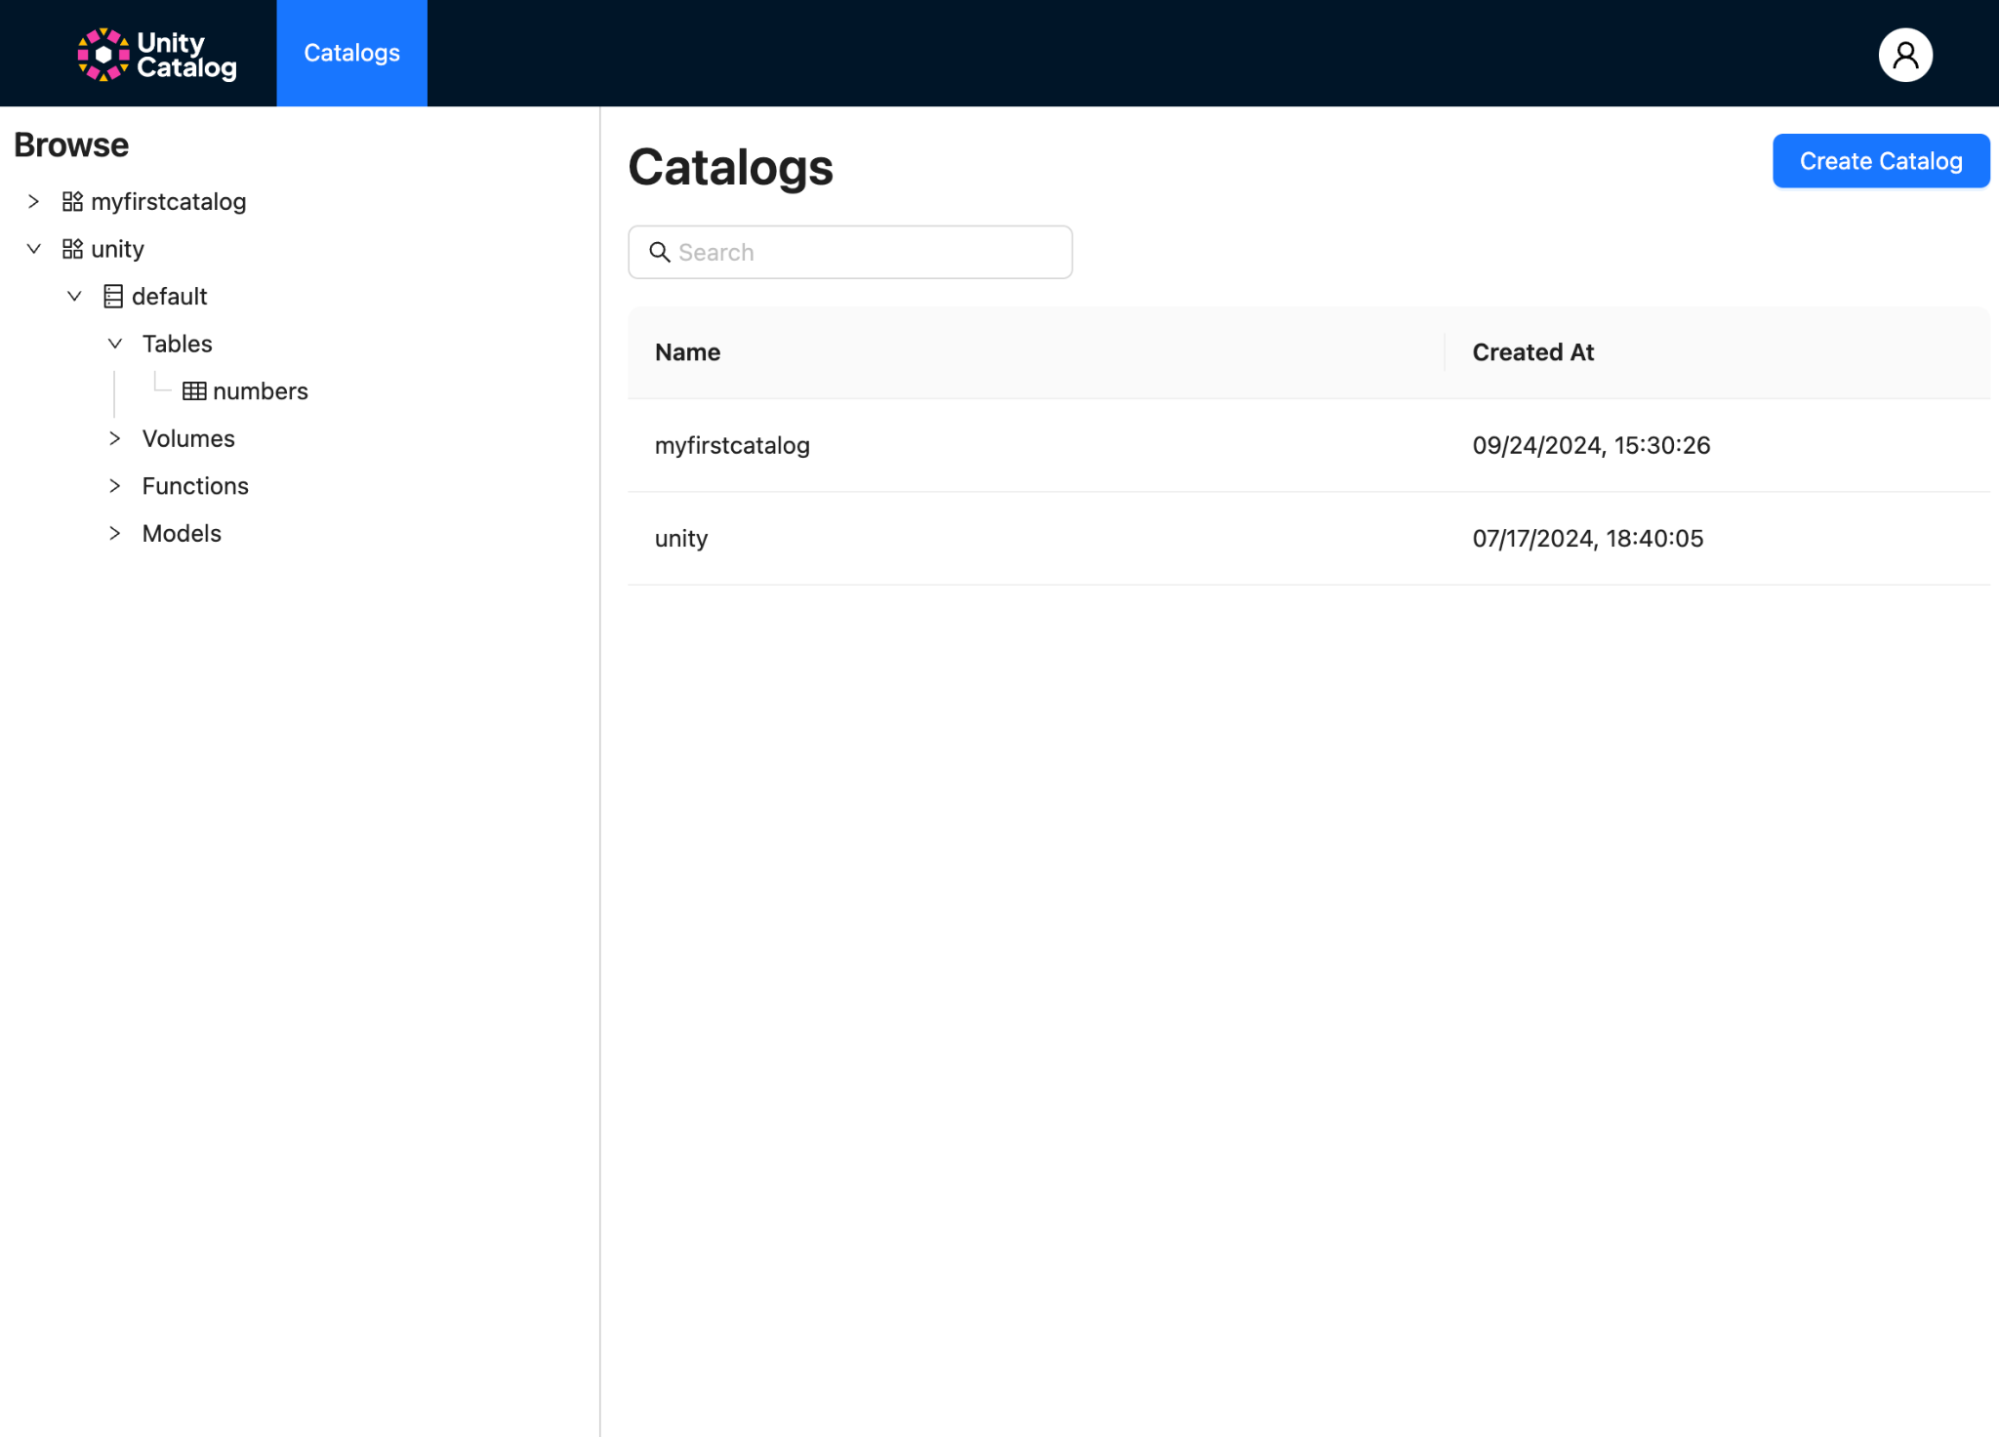 Unity
Catalog
Catalogs
Browse
myfirstcatalog
unity
default
Tables
numbers
Volumes
Functions
Models
Catalogs
Create Catalog
Search
Name
Created At
myfirstcatalog
09/24/2024, 15:30:26
unity
07/17/2024, 18:40:05